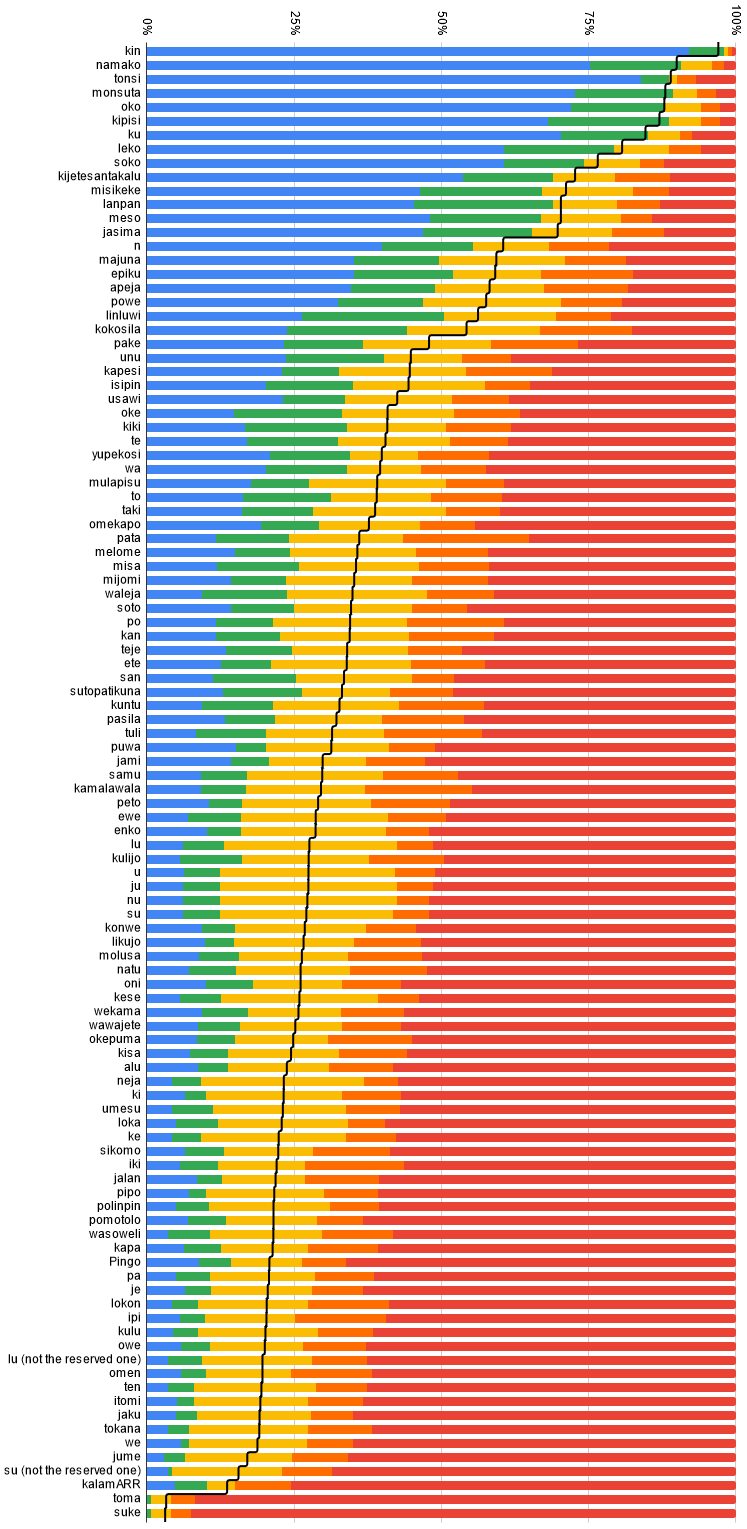 0% 25% 50% 75% 100%
kin
namako
tonsi
monsuta
oko
kipisi
ku
leko
soko
kijetesantakalu
misikeke
lanpan
meso
jasima
n
majuna
epiku
apeja
powe
linluwi
kokosila
pake
unu
kapesi
isipin
usawi
oke
kiki
te
yupekosi
wa
mulapisu
to
taki
omekapo
pata
melome
misa
mijomi
waleja
soto
po
kan
teje
ete
san
sutopatikuna
kuntu
pasila
tuli
puwa
jami
samu
kamalawala
peto
ewe
enko
lu
kulijo
u
ju
nu
su
konwe
likujo
molusa
natu
oni
kese
wekama
wawajete
okepuma
kisa
alu
neja
ki
umesu
loka
ke
sikomo
iki
jalan
pipo
polinpin
pomotolo
wasoweli
kapa
Pingo
pa
je
lokon
ipi
kulu
owe
lu (not the reserved one)
omen
ten
itomi
jaku
tokana
we
jume
su (not the reserved one)
kalamARR
toma
suke